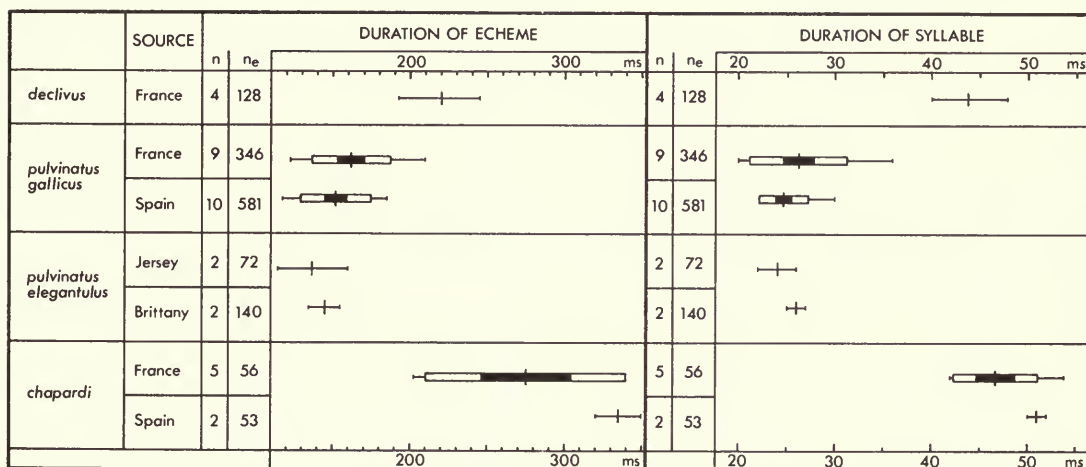 SOURCE DURATION OF ECHEME DURATION OF SYLLABLE
n ne 200 300 ms n ne 20 30 40 50 ms
declivus France 4 128 4 128
pulvinatus gallicus France 9 346 9 346
Spain 10 581 10 581
pulvinatus elegantulus Jersey 2 72 2 72
Brittany 2 140 2 140
chapardi France 5 56 5 56
Spain 2 53 2 53
200 300 ms 20 30 40 50 ms